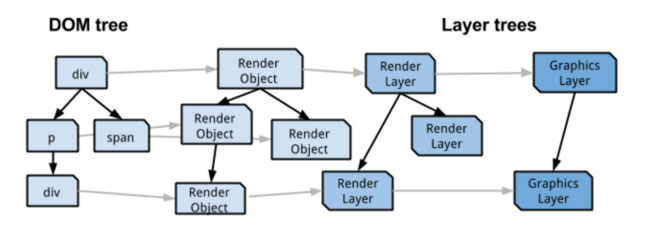 DOM tree
Layer trees
div
Render
Object
Render
Layer
Graphics
Layer
p
span
Render
Object
Render
Object
Render
Layer
div
Render
Object
Render
Layer
Graphics
Layer